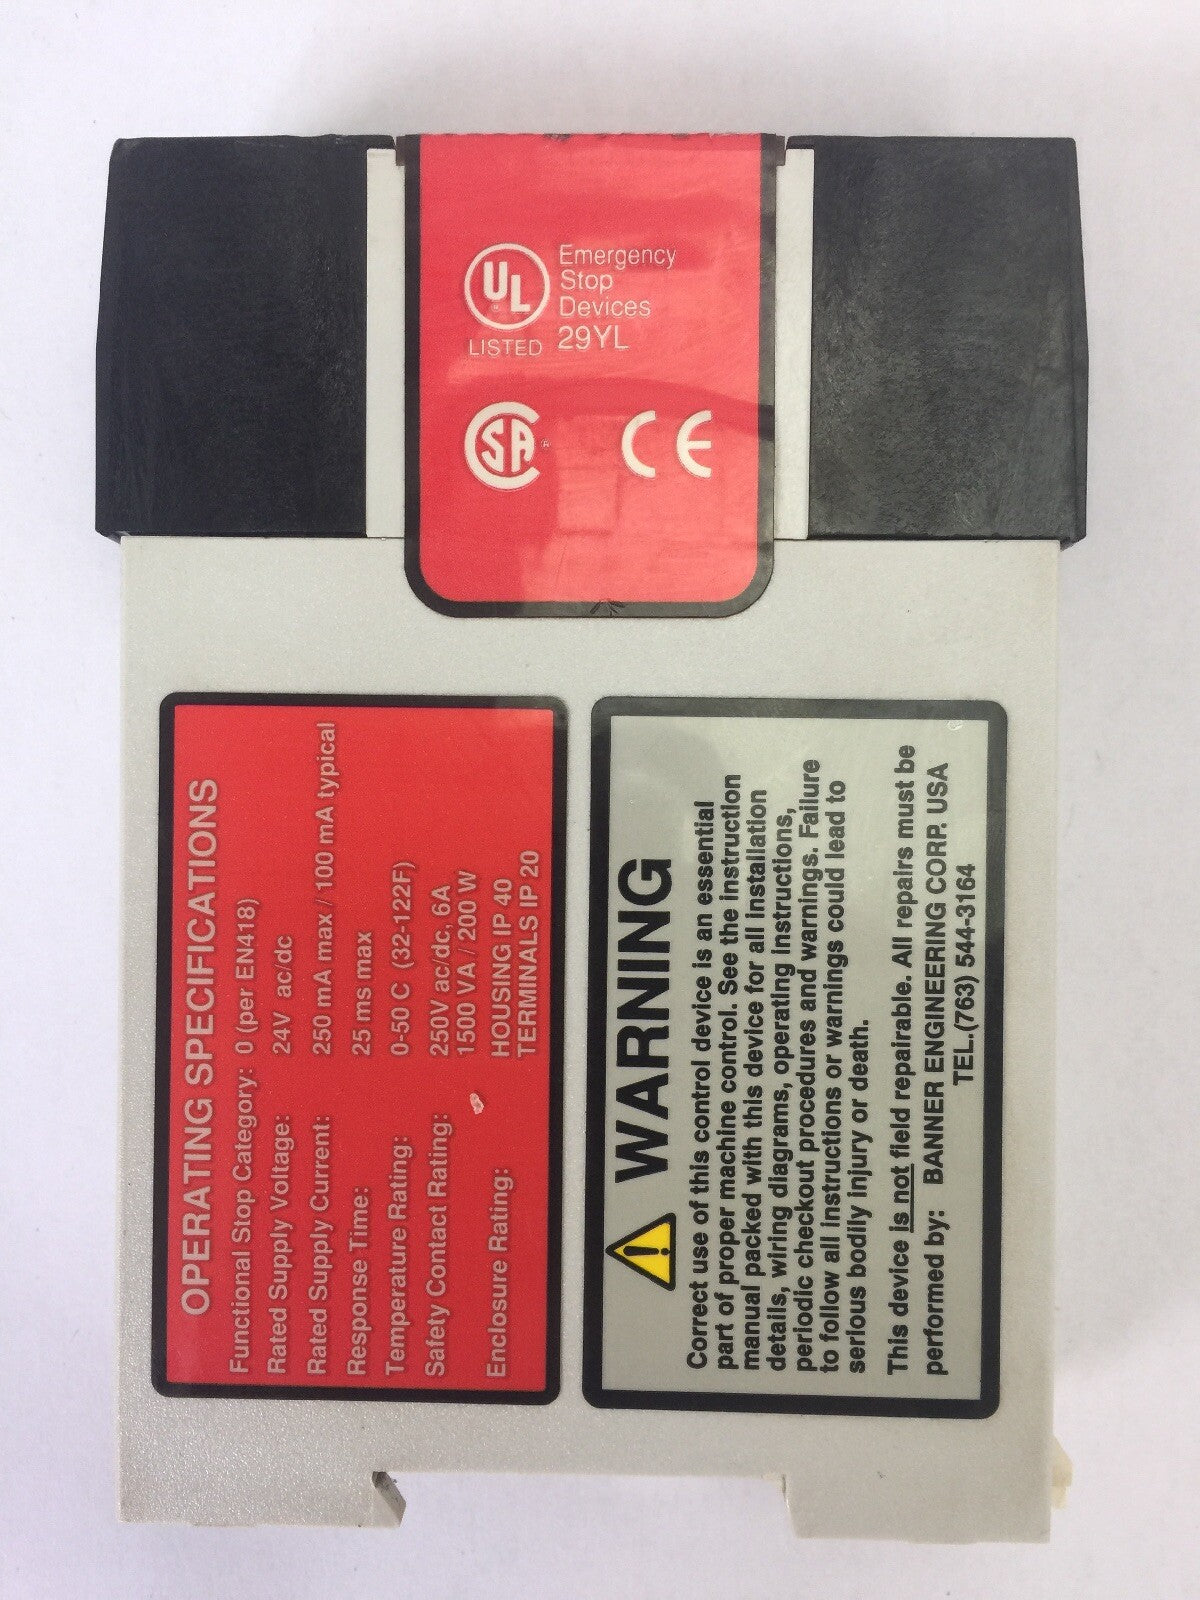 UL
LISTED
Emergency
Stop
Devices
29YL
CSA
CE
OPERATING SPECIFICATIONS
Functional Stop Category: 0 (per EN418)
Rated Supply Voltage: 24V ac/dc
Rated Supply Current: 250 mA max / 100 mA typical
Response Time: 25 ms max
Temperature Rating: 0-50 C (32-122F)
Safety Contact Rating: 250V ac/dc, 6A
1500 VA / 200 W
Enclosure Rating: HOUSING IP 40
TERMINALS IP 20
WARNING
Correct use of this control device is an essential
part of proper machine control. See the instruction
manual packed with this device for all installation
details, wiring diagrams, operating instructions,
periodic checkout procedures and warnings. Failure
to follow all instructions or warnings could lead to
serious bodily injury or death.
This device is not field repairable. All repairs must be
performed by: BANNER ENGINEERING CORP. USA
TEL.(763) 544-3164